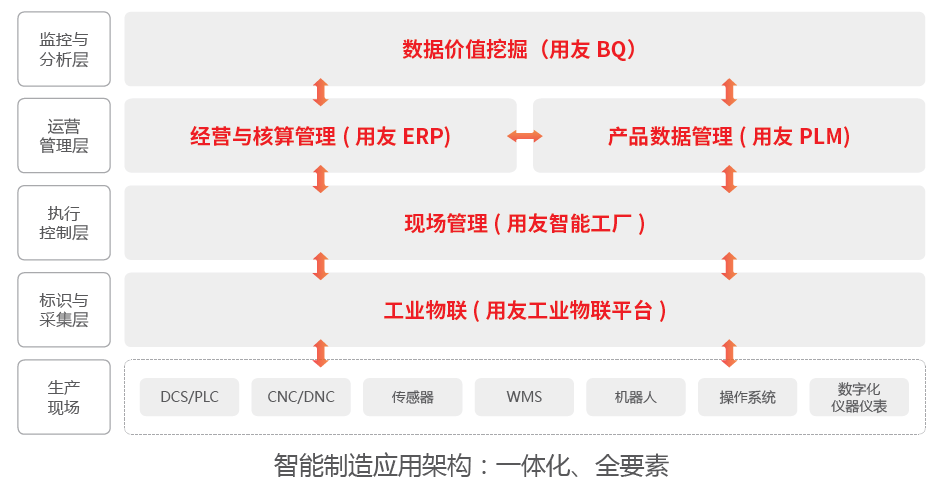 监控与
分析层
数据价值挖掘（用友 BQ）
运营
管理层
经营与核算管理 ( 用友 ERP)
产品数据管理 ( 用友 PLM)
执行
控制层
现场管理 ( 用友智能工厂 )
标识与
采集层
工业物联 ( 用友工业物联平台 )
生产
现场
DCS/PLC
CNC/DNC
传感器
WMS
机器人
操作系统
数字化
仪器仪表
智能制造应用架构：一体化、全要素